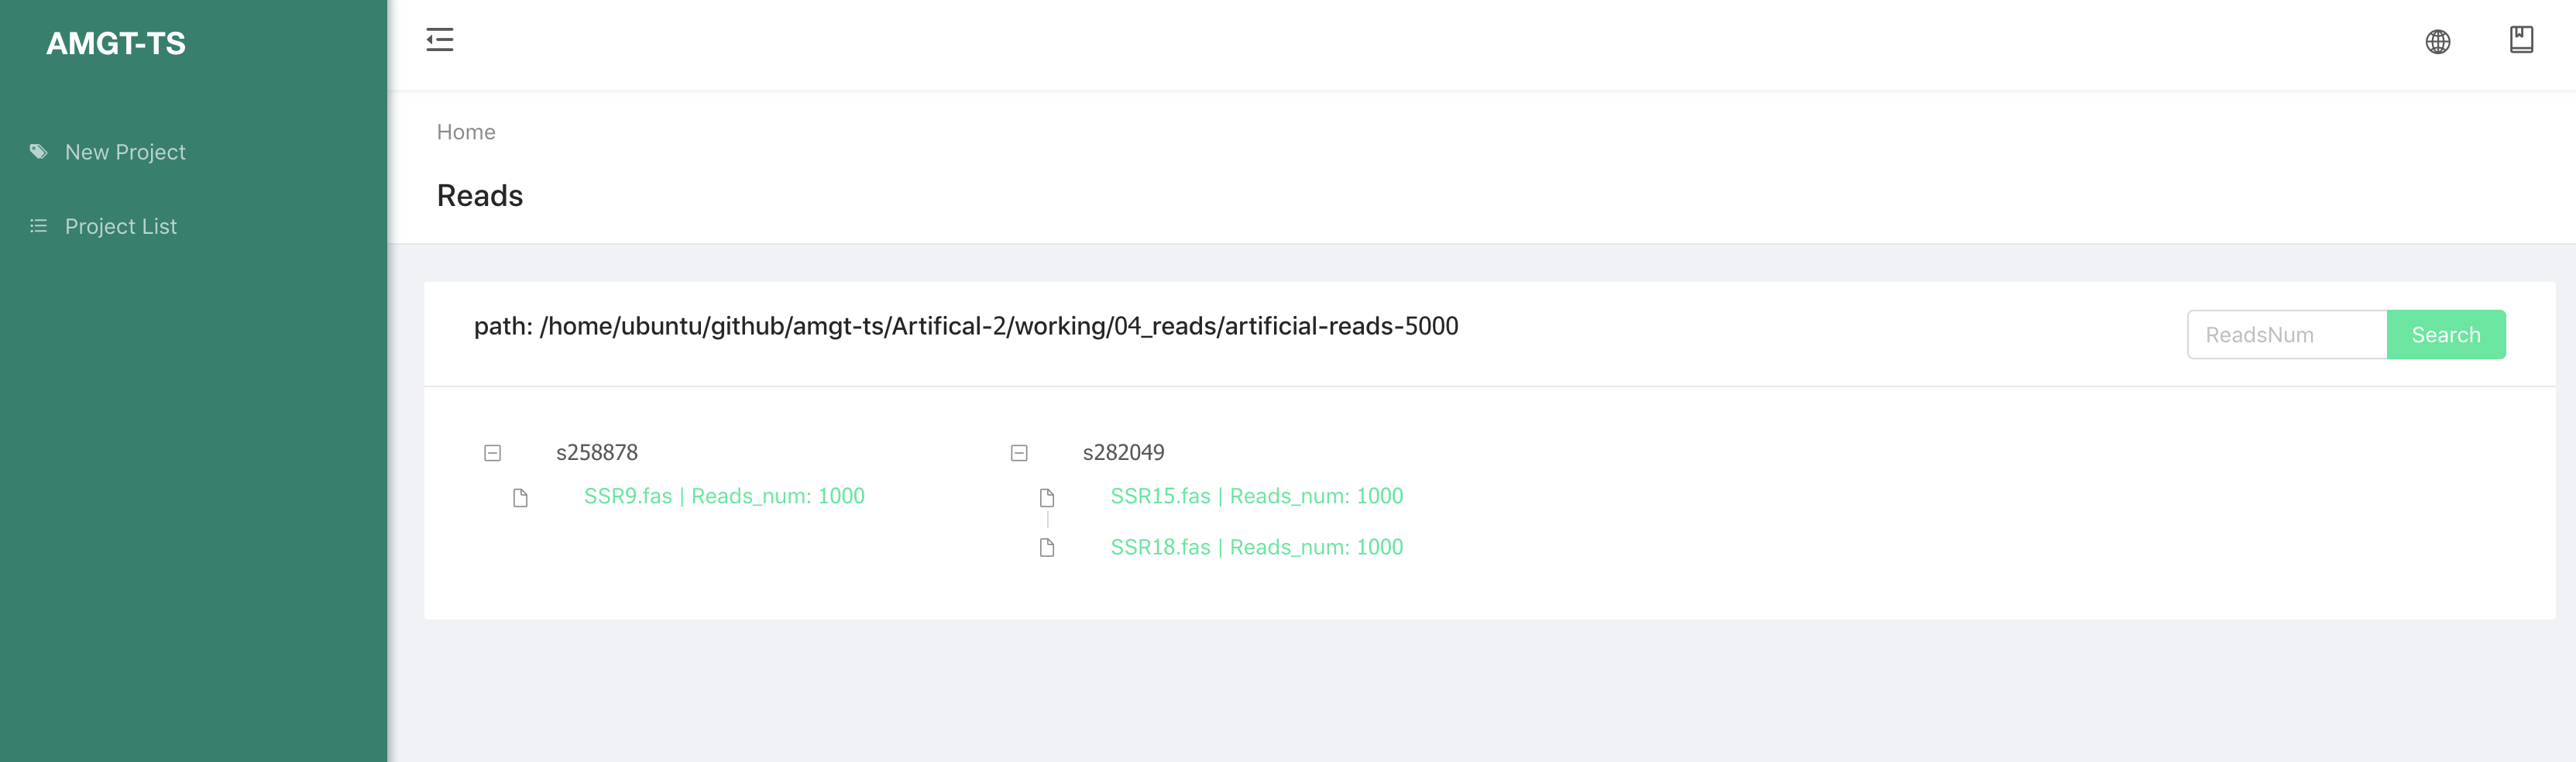 AMGT-TS
New Project
Project List
Home
Reads
path: /home/ubuntu/github/amgt-ts/Artifical-2/working/04_reads/artificial-reads-5000
ReadsNum
Search
s258878
SSR9.fas | Reads_num: 1000
s282049
SSR15.fas | Reads_num: 1000
SSR18.fas | Reads_num: 1000